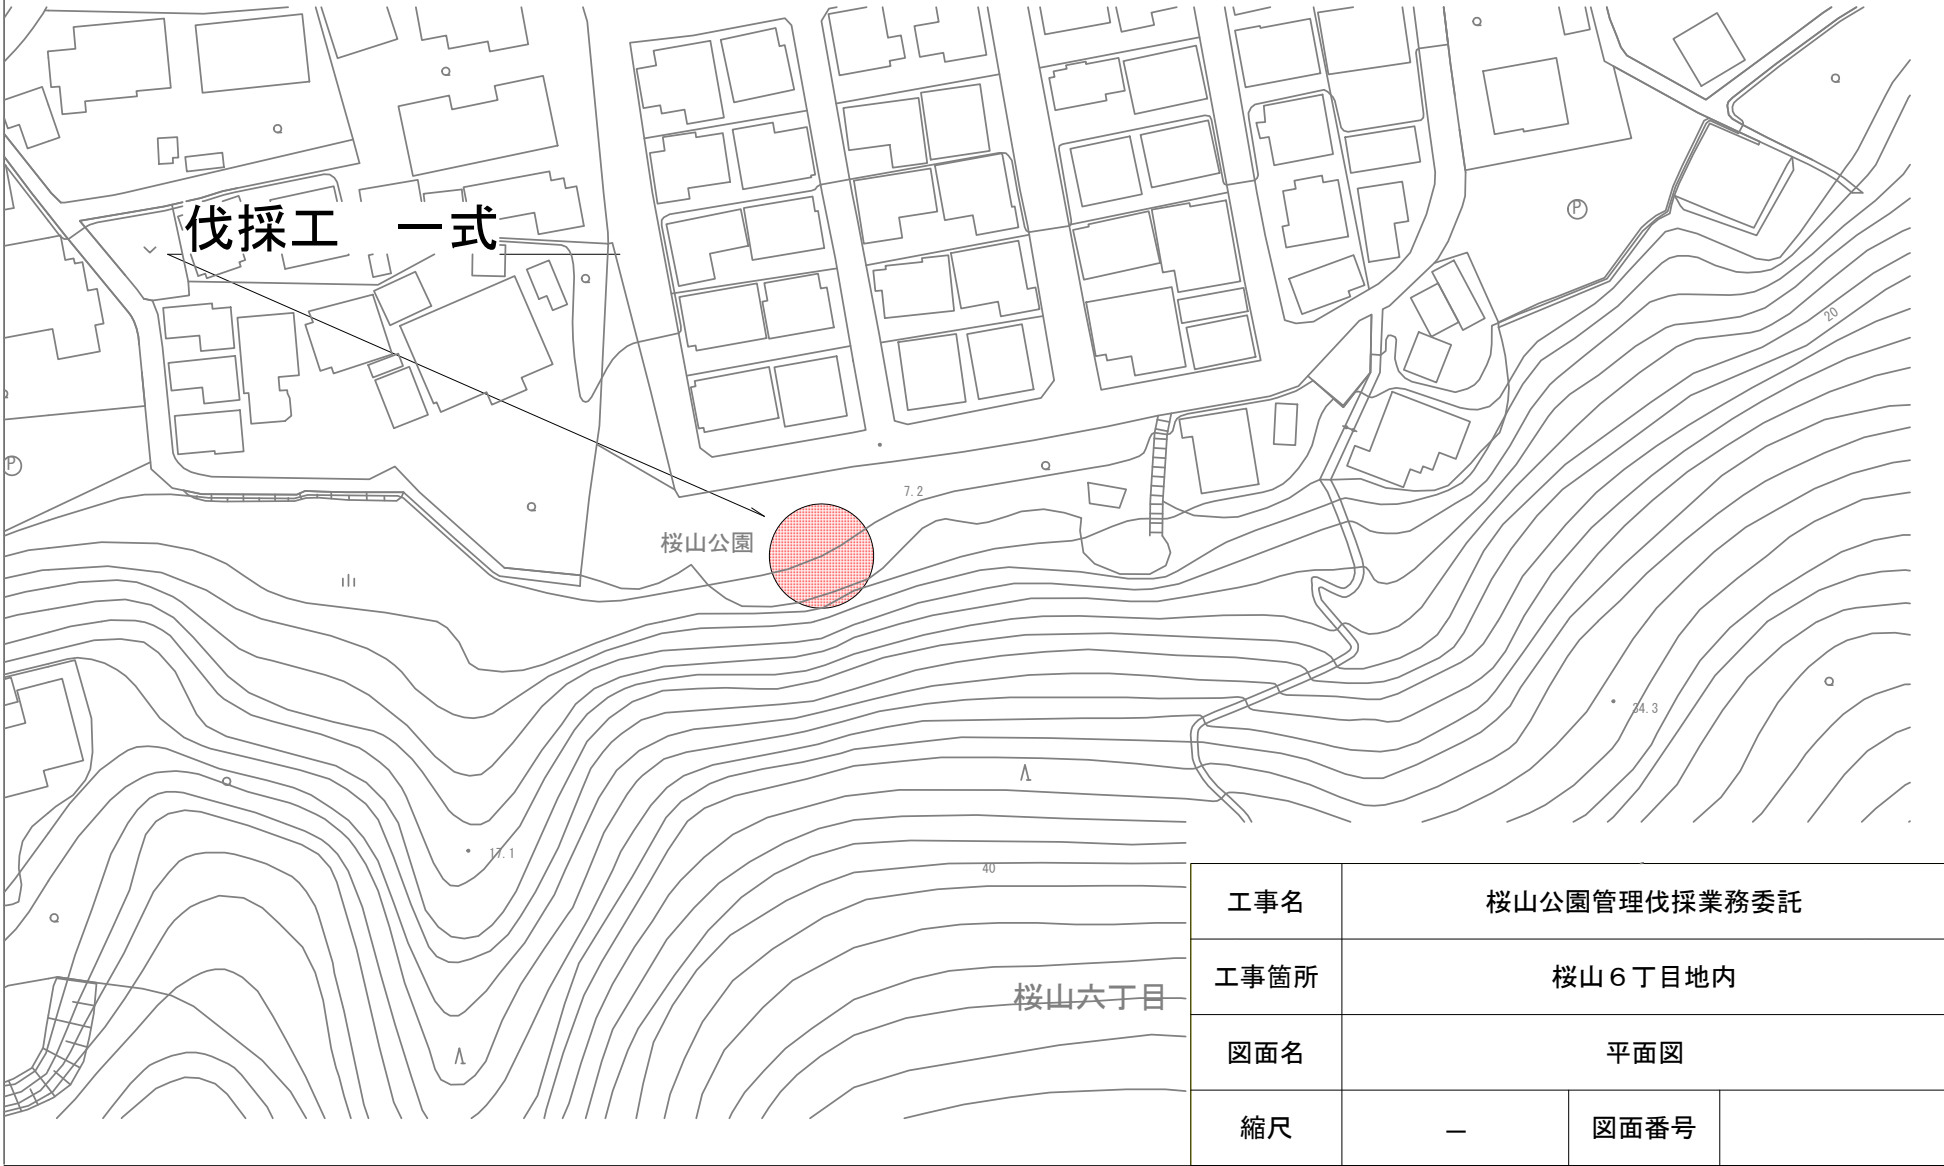 伐採工　一式
P
20
P
7.2
桜山公園
34.3
17.1
40
桜山六丁目
工事名 桜山公園管理伐採業務委託
工事箇所 桜山６丁目地内
図面名 平面図
縮尺 － 図面番号